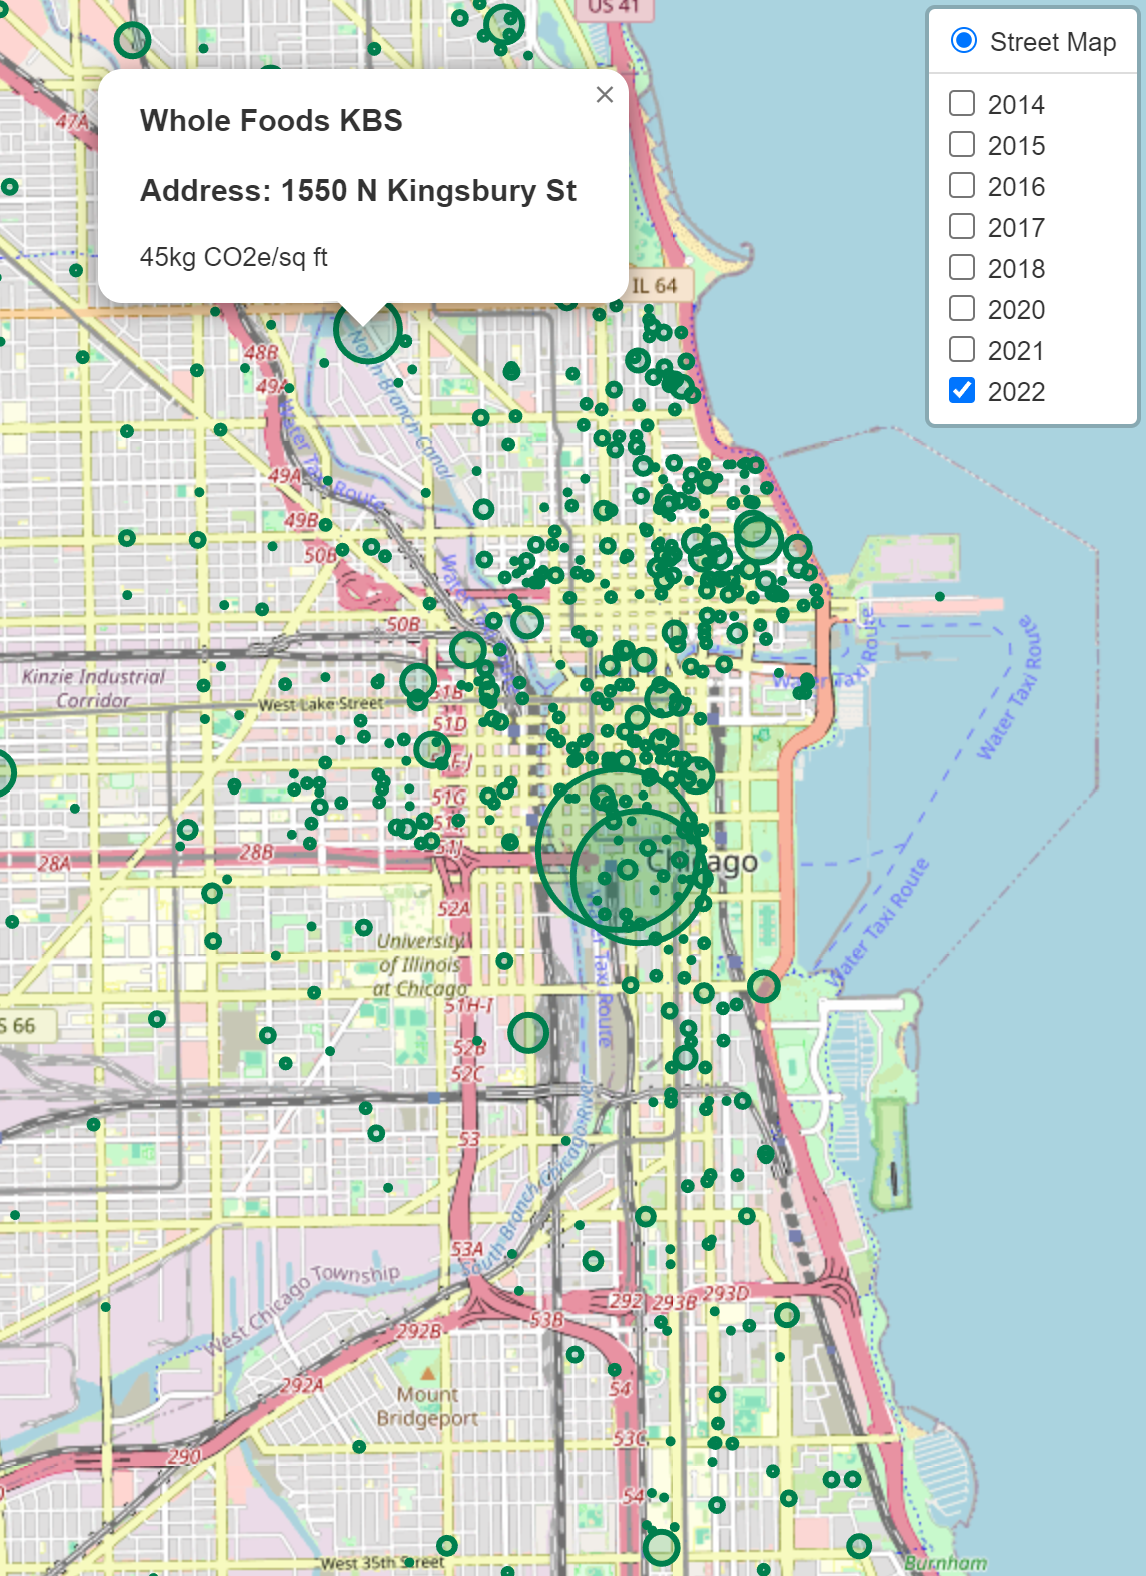 US 41
Street Map
2014
2015
2016
2017
2018
2020
2021
2022
47A
Whole Foods KBS
Address: 1550 N Kingsbury St
45kg CO2e/sq ft
IL 64
48B
49A
North Branch Canal
Water Taxi Route
49A
49B
50B
50B
Kinzie Industrial
Corridor
51B
West Lake Street
51D
51G
51J
Water Taxi Route
Water Taxi Route
Water Taxi Route
28A
28B
Chicago
52A
University
of Illinois
at Chicago
Water Taxi Route
51H-I
S 66
52B
52C
53
South Branch Chicago River
53A
West Chicago Township
292
293B
293D
53B
292B
292A
Mount
Bridgeport
54
53C
290
54
West 35th Street
Burnham